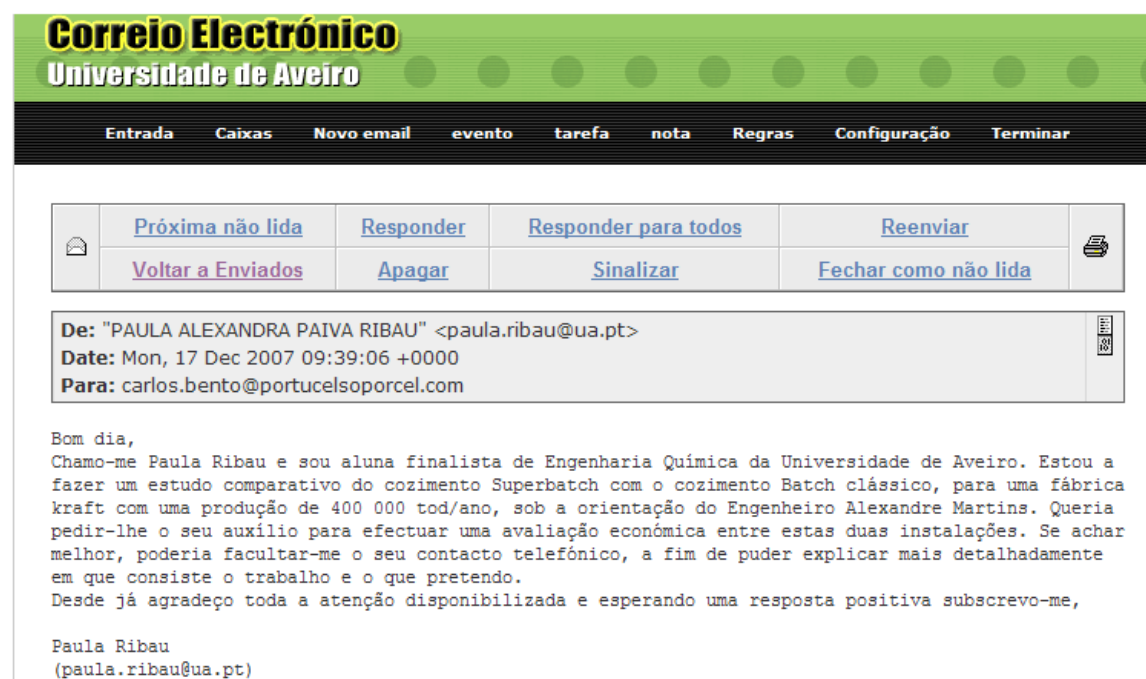 Correio Electrónico
Universidade de Aveiro
Entrada Caixas Novo email evento tarefa nota Regras Configuração Terminar
Próxima não lida Responder Responder para todos Reenviar
Voltar a Enviados Apagar Sinalizar Fechar como não lida
De: "PAULA ALEXANDRA PAIVA RIBAU" <paula.ribau@ua.pt>
Date: Mon, 17 Dec 2007 09:39:06 +0000
Para: carlos.bento@portucelsoporcel.com
Bom dia,
Chamo-me Paula Ribau e sou aluna finalista de Engenharia Química da Universidade de Aveiro. Estou a
fazer um estudo comparativo do cozimento Superbatch com o cozimento Batch clássico, para uma fábrica
kraft com uma produção de 400 000 tod/ano, sob a orientação do Engenheiro Alexandre Martins. Queria
pedir-lhe o seu auxílio para efectuar uma avaliação económica entre estas duas instalações. Se achar
melhor, poderia facultar-me o seu contacto telefónico, a fim de puder explicar mais detalhadamente
em que consiste o trabalho e o que pretendo.
Desde já agradeço toda a atenção disponibilizada e esperando uma resposta positiva subscrevo-me,
Paula Ribau
(paula.ribau@ua.pt)